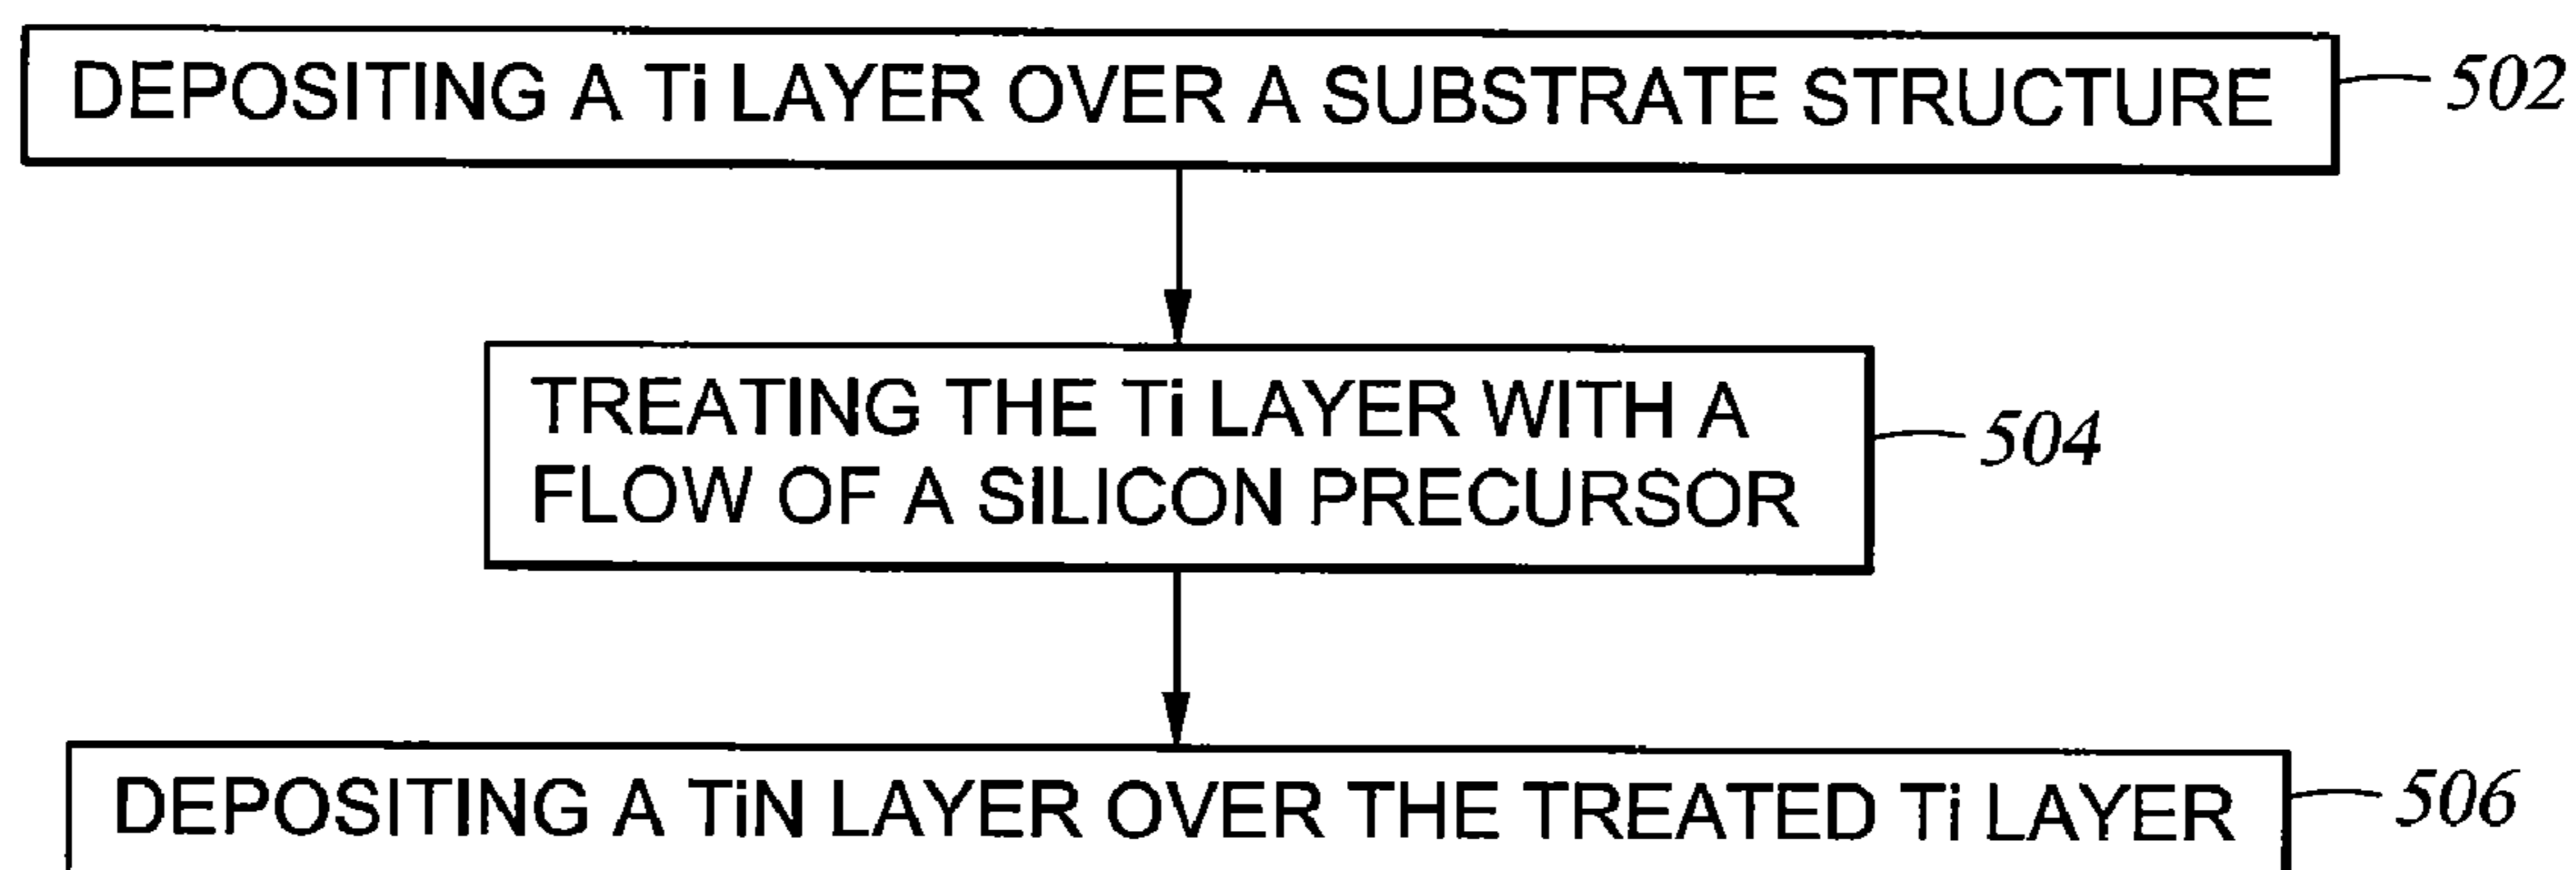 DEPOSITING A Ti LAYER OVER A SUBSTRATE STRUCTURE 502
TREATING THE Ti LAYER WITH A
FLOW OF A SILICON PRECURSOR 504
DEPOSITING A TiN LAYER OVER THE TREATED Ti LAYER 506